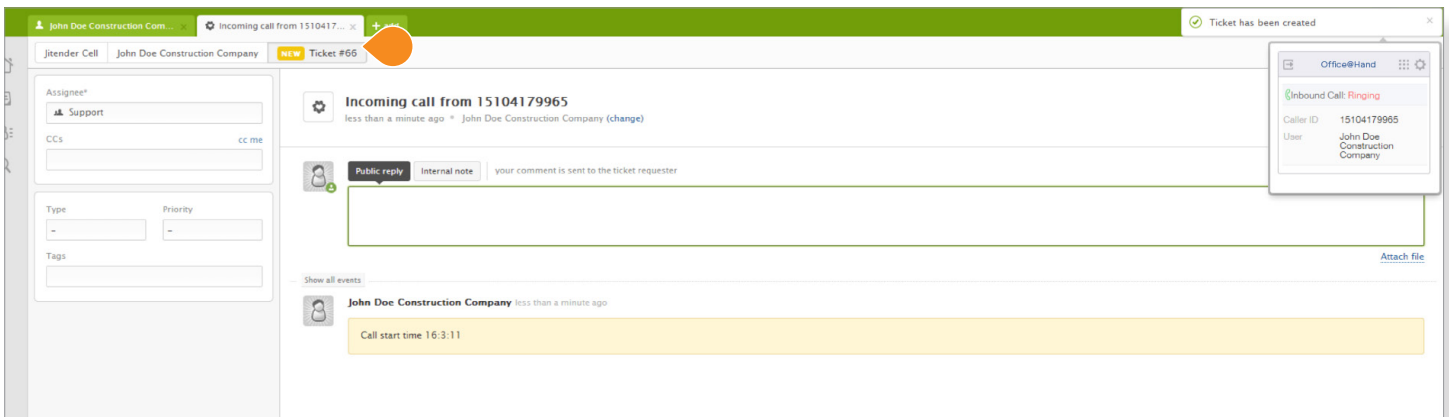 John Doe Construction Com...
Incoming call from 1510417...
Ticket has been created
Jitender Cell
John Doe Construction Company
NEW Ticket #66
Office@Hand
Inbound Call: Ringing
Caller ID 15104179965
User John Doe
Construction
Company
Assignee*
Support
CCs cc me
Type Priority
- -
Tags
Incoming call from 15104179965
less than a minute ago John Doe Construction Company (change)
Public reply Internal note your comment is sent to the ticket requester
Attach file
Show all events
John Doe Construction Company less than a minute ago
Call start time 16:3:11